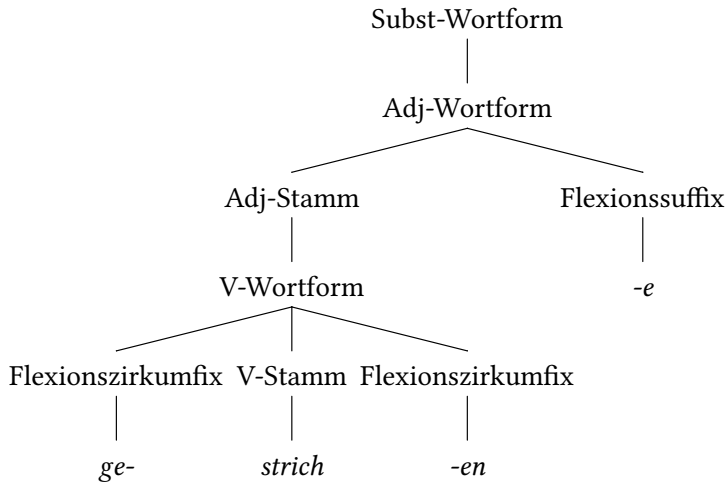 Subst-Wortform
Adj-Wortform
Adj-Stamm Flexionssuffix
V-Wortform -e
Flexionszirkumfix V-Stamm Flexionszirkumfix
ge- strich -en